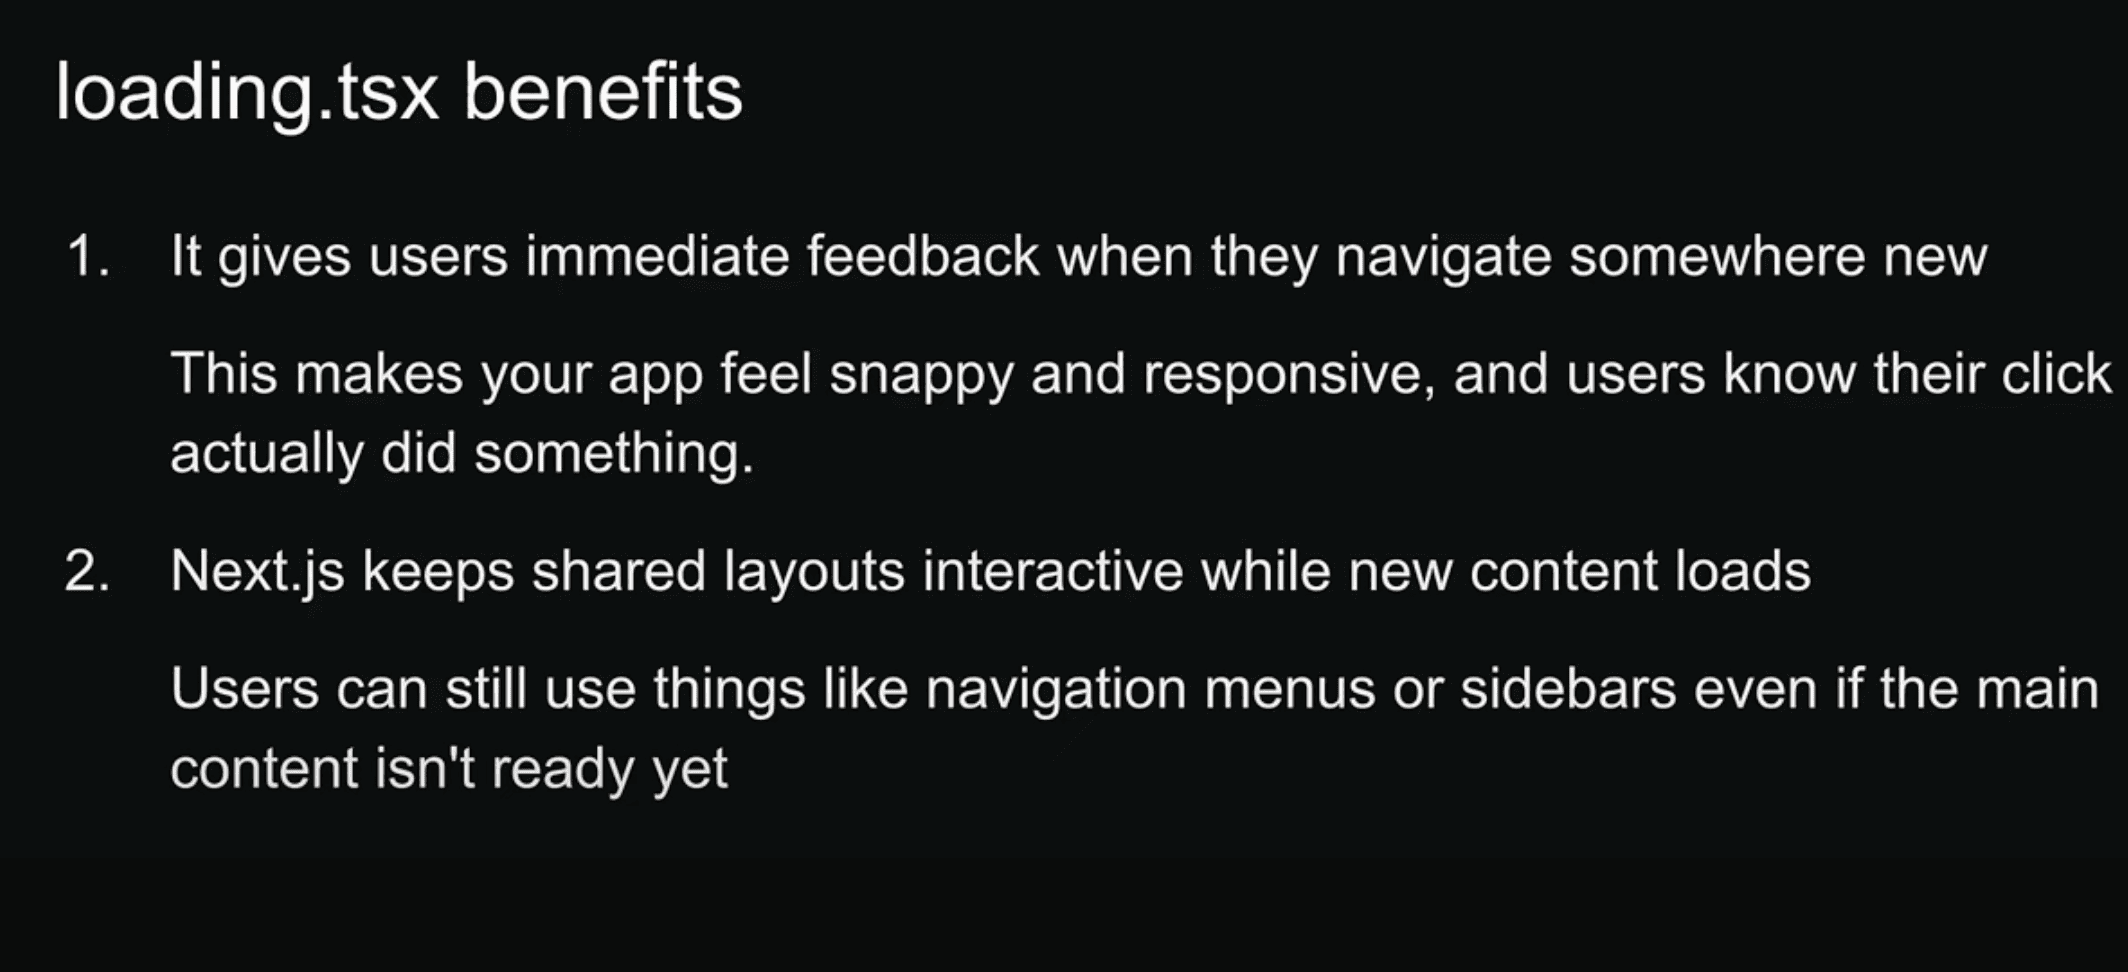 loading.tsx benefits
1. It gives users immediate feedback when they navigate somewhere new
This makes your app feel snappy and responsive, and users know their click
actually did something.
2. Next.js keeps shared layouts interactive while new content loads
Users can still use things like navigation menus or sidebars even if the main
content isn't ready yet